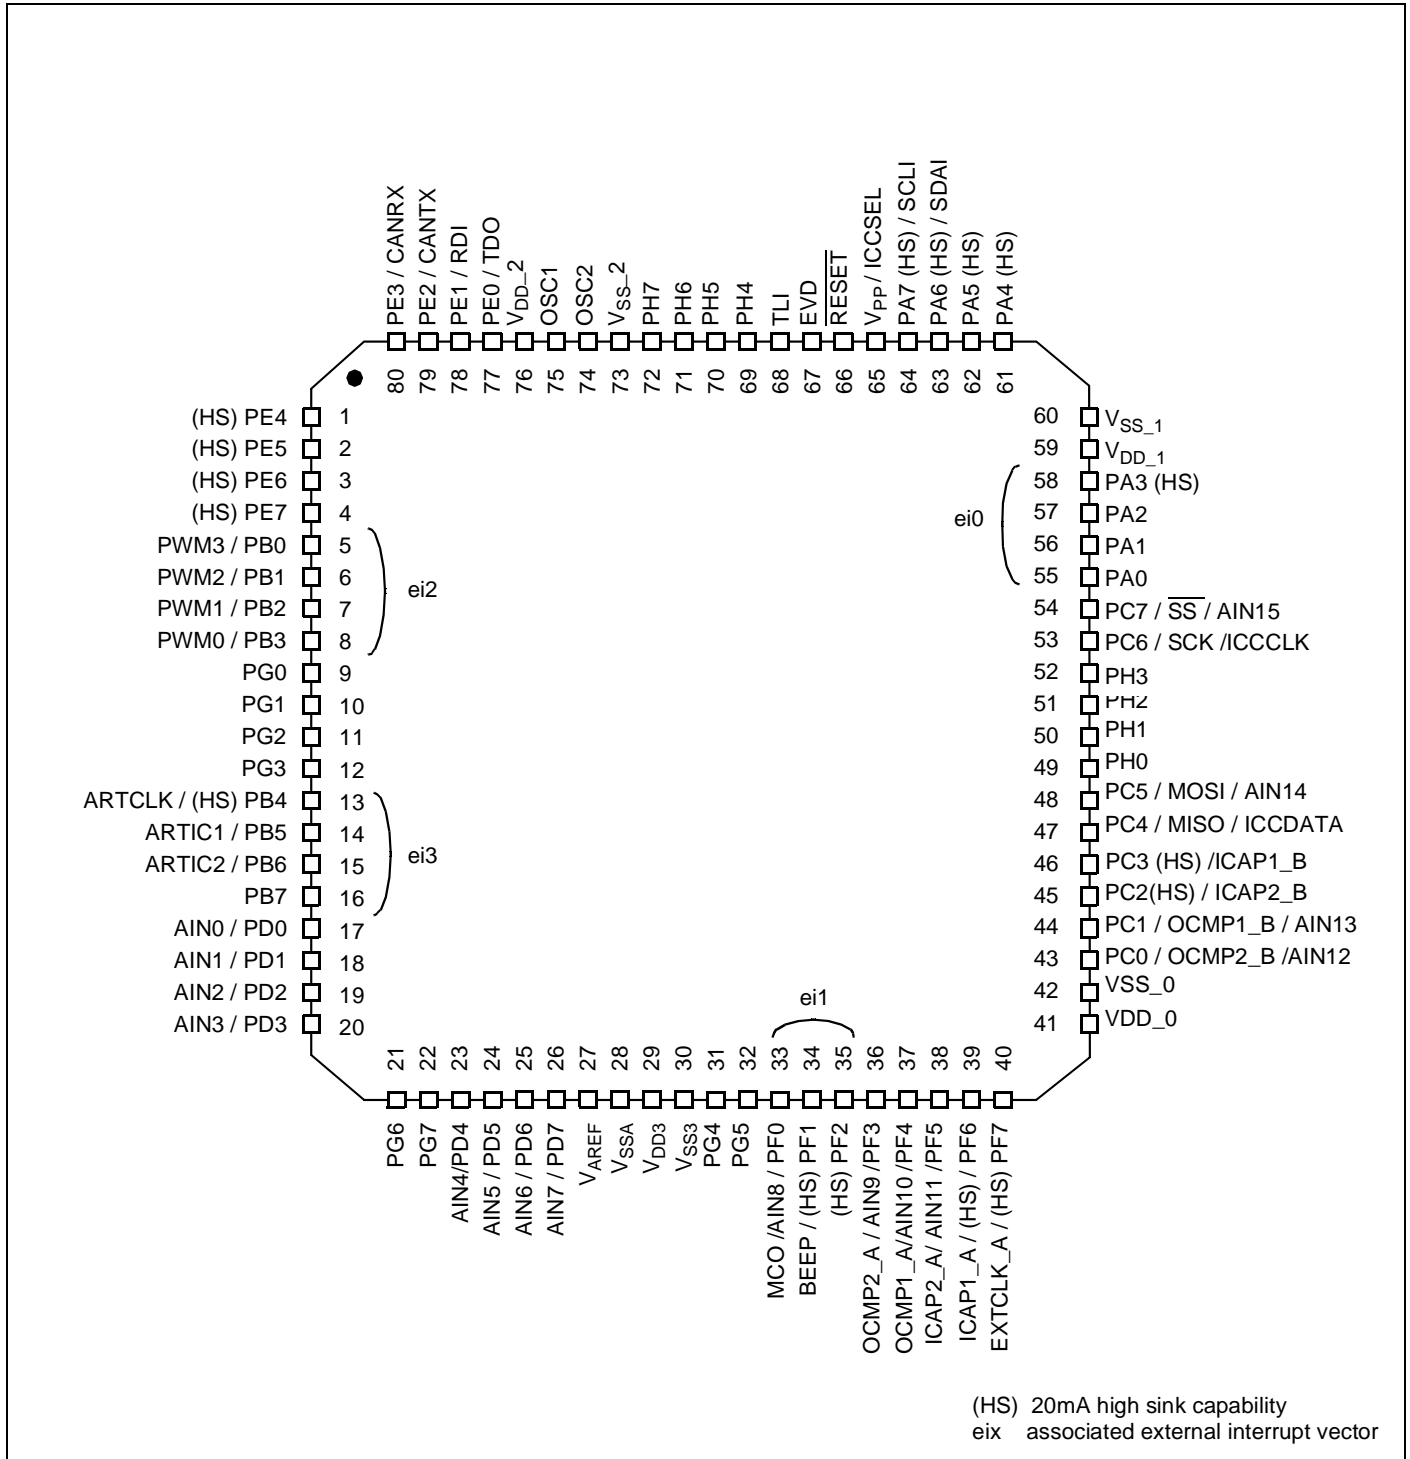 PE3 / CANRX
PE2 / CANTX
PE1 / RDI
PE0 / TDO
VDD_2
OSC1
OSC2
VSS_2
PH7
PH6
PH5
PH4
TLI
EVD
RESET
VPP / ICCSEL
PA7 (HS) / SCLI
PA6 (HS) / SDAI
PA5 (HS)
PA4 (HS)
80 79 78 77 76 75 74 73 72 71 70 69 68 67 66 65 64 63 62 61
(HS) PE4 1
(HS) PE5 2
(HS) PE6 3
(HS) PE7 4
PWM3 / PB0 5
PWM2 / PB1 6
PWM1 / PB2 7
PWM0 / PB3 8
ei2
PG0 9
PG1 10
PG2 11
PG3 12
ARTCLK / (HS) PB4 13
ARTIC1 / PB5 14
ARTIC2 / PB6 15
PB7 16
ei3
AIN0 / PD0 17
AIN1 / PD1 18
AIN2 / PD2 19
AIN3 / PD3 20
60 VSS_1
59 VDD_1
58 PA3 (HS)
57 PA2
56 PA1
55 PA0
ei0
54 PC7 / SS / AIN15
53 PC6 / SCK /ICCCLK
52 PH3
51 PH2
50 PH1
49 PH0
48 PC5 / MOSI / AIN14
47 PC4 / MISO / ICCDATA
46 PC3 (HS) /ICAP1_B
45 PC2(HS) / ICAP2_B
44 PC1 / OCMP1_B / AIN13
43 PC0 / OCMP2_B /AIN12
42 VSS_0
41 VDD_0
ei1
21 22 23 24 25 26 27 28 29 30 31 32 33 34 35 36 37 38 39 40
PG6
PG7
AIN4/PD4
AIN5 / PD5
AIN6 / PD6
AIN7 / PD7
VAREF
VSSA
VDD3
VSS3
PG4
PG5
MCO /AIN8 / PF0
BEEP / (HS) PF1
(HS) PF2
OCMP2_A / AIN9 /PF3
OCMP1_A/AIN10 /PF4
ICAP2_A/ AIN11 /PF5
ICAP1_A / (HS) / PF6
EXTCLK_A / (HS) PF7
(HS) 20mA high sink capability
eix associated external interrupt vector